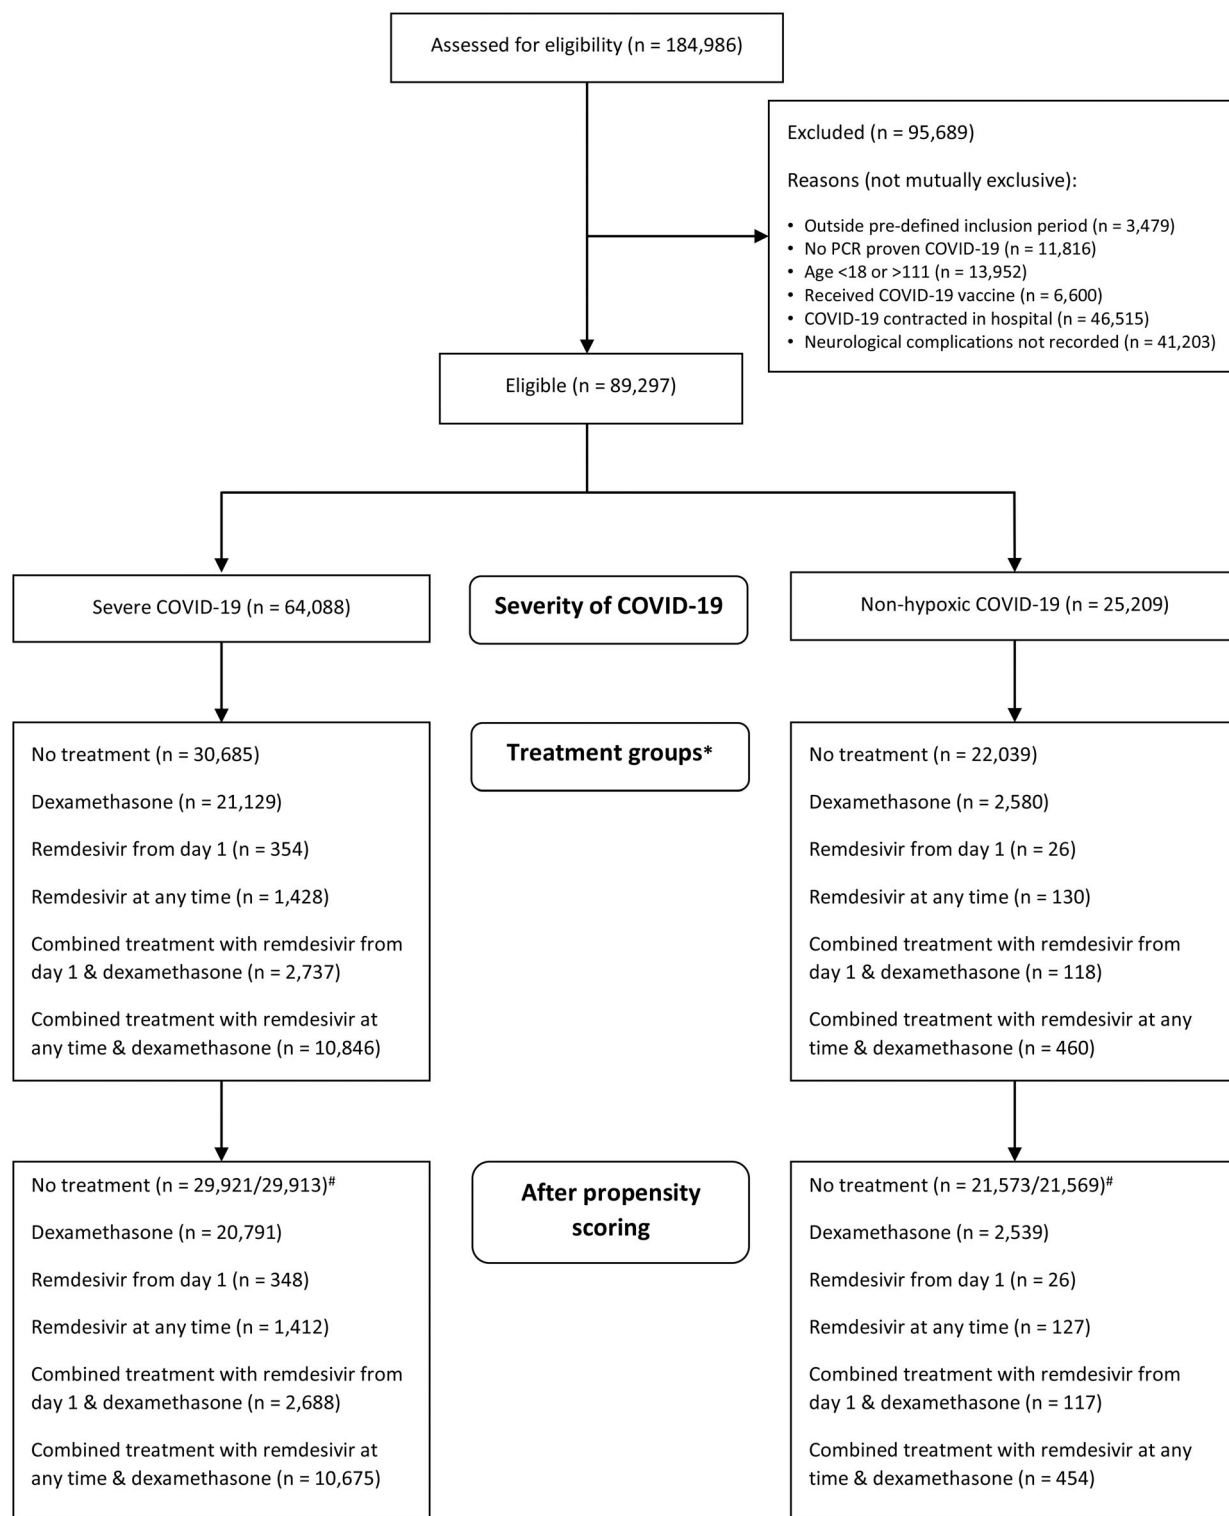 Assessed for eligibility (n = 184,986)
Excluded (n = 95,689)
Reasons (not mutually exclusive):
• Outside pre-defined inclusion period (n = 3,479)
• No PCR proven COVID-19 (n = 11,816)
• Age <18 or >111 (n = 13,952)
• Received COVID-19 vaccine (n = 6,600)
• COVID-19 contracted in hospital (n = 46,515)
• Neurological complications not recorded (n = 41,203)
Eligible (n = 89,297)
Severe COVID-19 (n = 64,088)
Severity of COVID-19
Non-hypoxic COVID-19 (n = 25,209)
No treatment (n = 30,685)
Dexamethasone (n = 21,129)
Remdesivir from day 1 (n = 354)
Remdesivir at any time (n = 1,428)
Combined treatment with remdesivir from
day 1 & dexamethasone (n = 2,737)
Combined treatment with remdesivir at
any time & dexamethasone (n = 10,846)
Treatment groups*
No treatment (n = 22,039)
Dexamethasone (n = 2,580)
Remdesivir from day 1 (n = 26)
Remdesivir at any time (n = 130)
Combined treatment with remdesivir from
day 1 & dexamethasone (n = 118)
Combined treatment with remdesivir at any
time & dexamethasone (n = 460)
No treatment (n = 29,921/29,913)#
Dexamethasone (n = 20,791)
Remdesivir from day 1 (n = 348)
Remdesivir at any time (n = 1,412)
Combined treatment with remdesivir from
day 1 & dexamethasone (n = 2,688)
Combined treatment with remdesivir at
any time & dexamethasone (n = 10,675)
After propensity
scoring
No treatment (n = 21,573/21,569)#
Dexamethasone (n = 2,539)
Remdesivir from day 1 (n = 26)
Remdesivir at any time (n = 127)
Combined treatment with remdesivir from
day 1 & dexamethasone (n = 117)
Combined treatment with remdesivir at any
time & dexamethasone (n = 454)